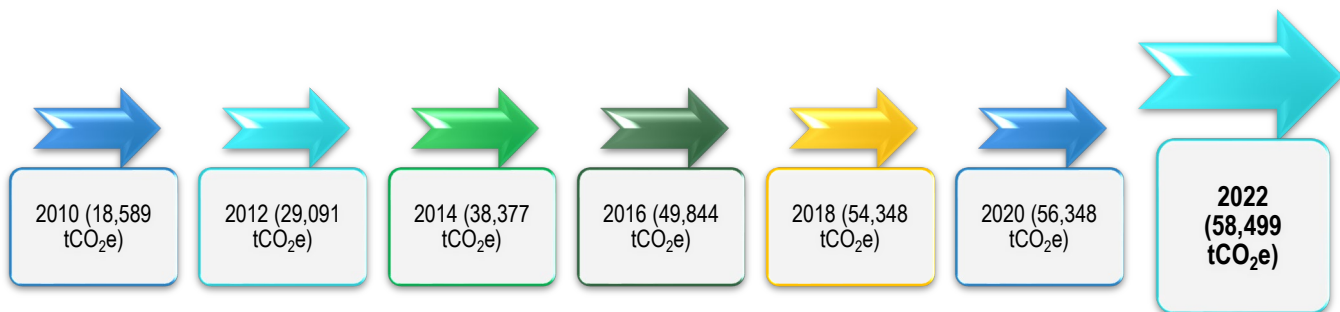 2010 (18,589
tCO₂e)
2012 (29,091
tCO₂e)
2014 (38,377
tCO₂e)
2016 (49,844
tCO₂e)
2018 (54,348
tCO₂e)
2020 (56,348
tCO₂e)
2022
(58,499
tCO₂e)